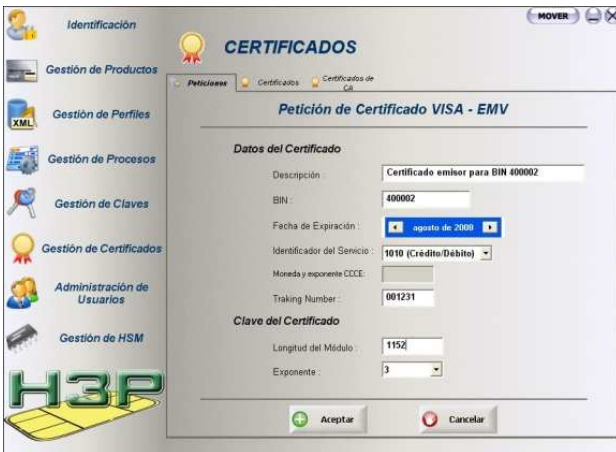 MOVER
Identificación
Gestión de Productos
XML
Gestión de Perfiles
Gestión de Procesos
Gestión de Claves
Gestión de Certificados
Administración de
Usuarios
Gestión de HSM
H3P
CERTIFICADOS
Peticiones
Certificados
Certificados de
CA
Petición de Certificado VISA - EMV
Datos del Certificado
Descripción : Certificado emisor para BIN 400002
BIN : 400002
Fecha de Expiración : agosto de 2008
Identificador del Servicio : 1010 (Crédito/Débito)
Moneda y exponente CCCE:
Traking Number : 001231
Clave del Certificado
Longitud del Módulo : 1152
Exponente : 3
Aceptar
Cancelar